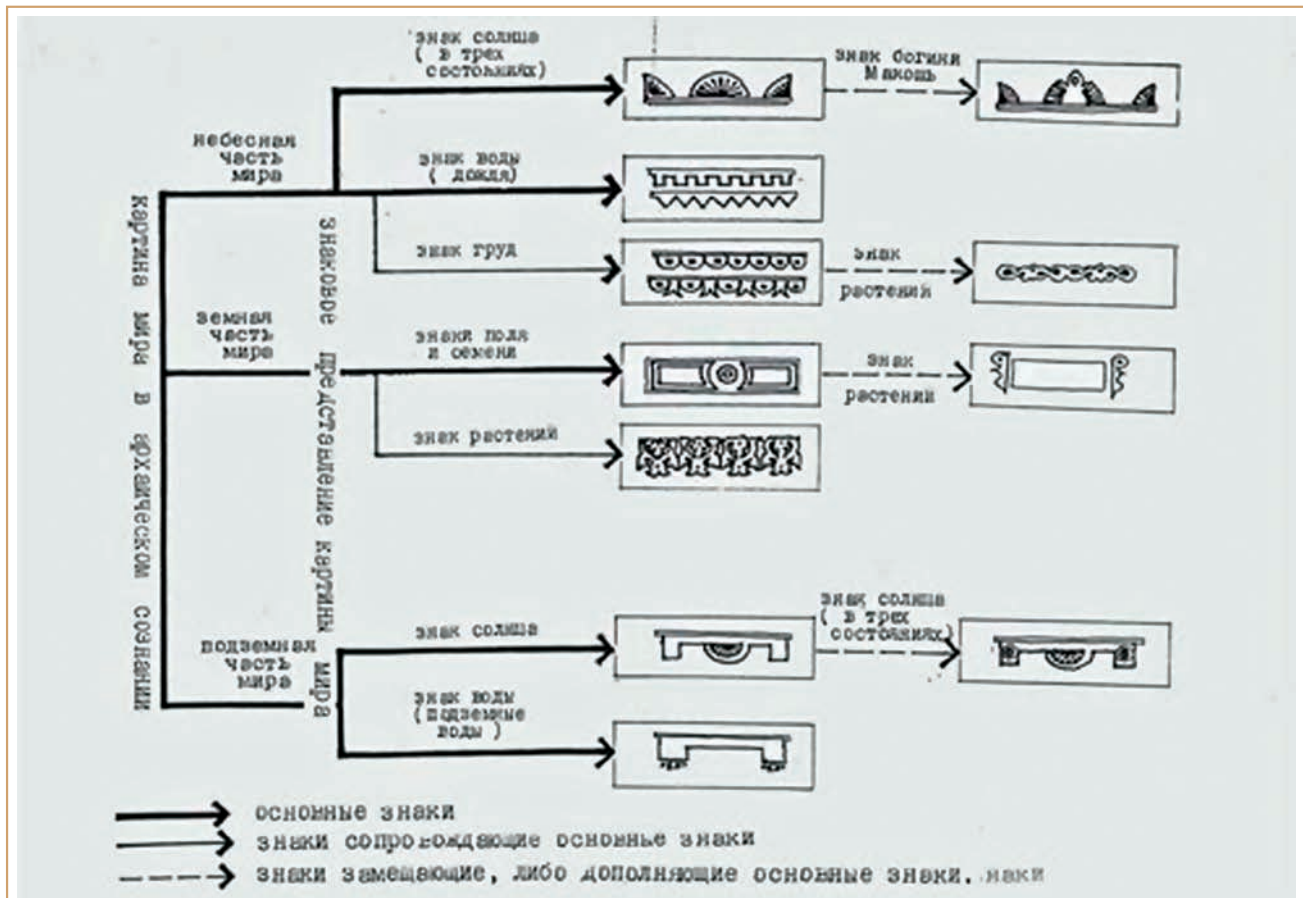 знак солнца
( в трех
состояниях)
знак богини
Макошь
небесная
часть
мира
знак воды
( дождя)
знак груд
знак
растений
земная
часть
мира
знаки поля
и семени
знак
растений
знак растений
картина мира в архаическом сознании
знаковое представление картины мира
подземная
часть
мира
знак солнца
знак солнца
( в трех
состояниях)
знак воды
(подземные
воды )
основные знаки
знаки сопровождающие основные знаки
знаки замещающие, либо дополняющие основные знаки. наки